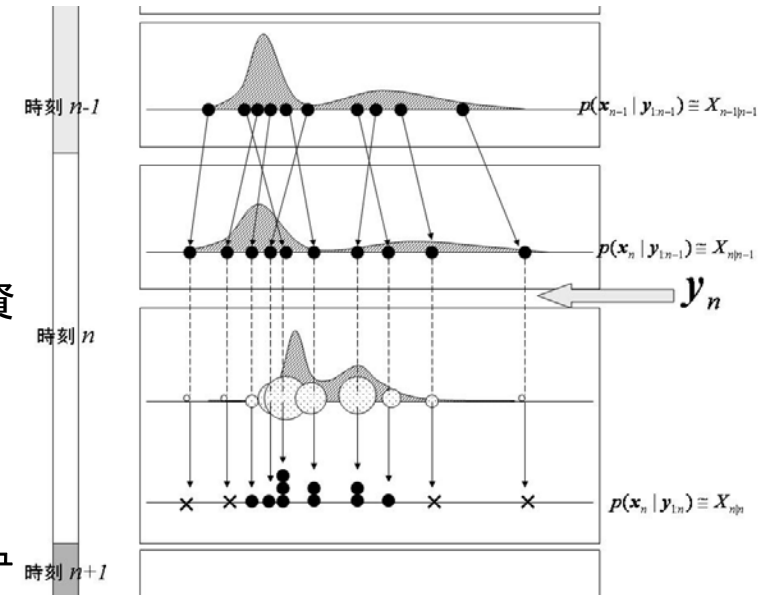 時刻 n-1
p(x_{n-1} | y_{1:n-1}) ≅ X_{n-1|n-1}
p(x_n | y_{1:n-1}) ≅ X_{n|n-1}
y_n
資
時刻 n
p(x_n | y_{1:n}) ≅ X_{n|n}
時刻 n+1